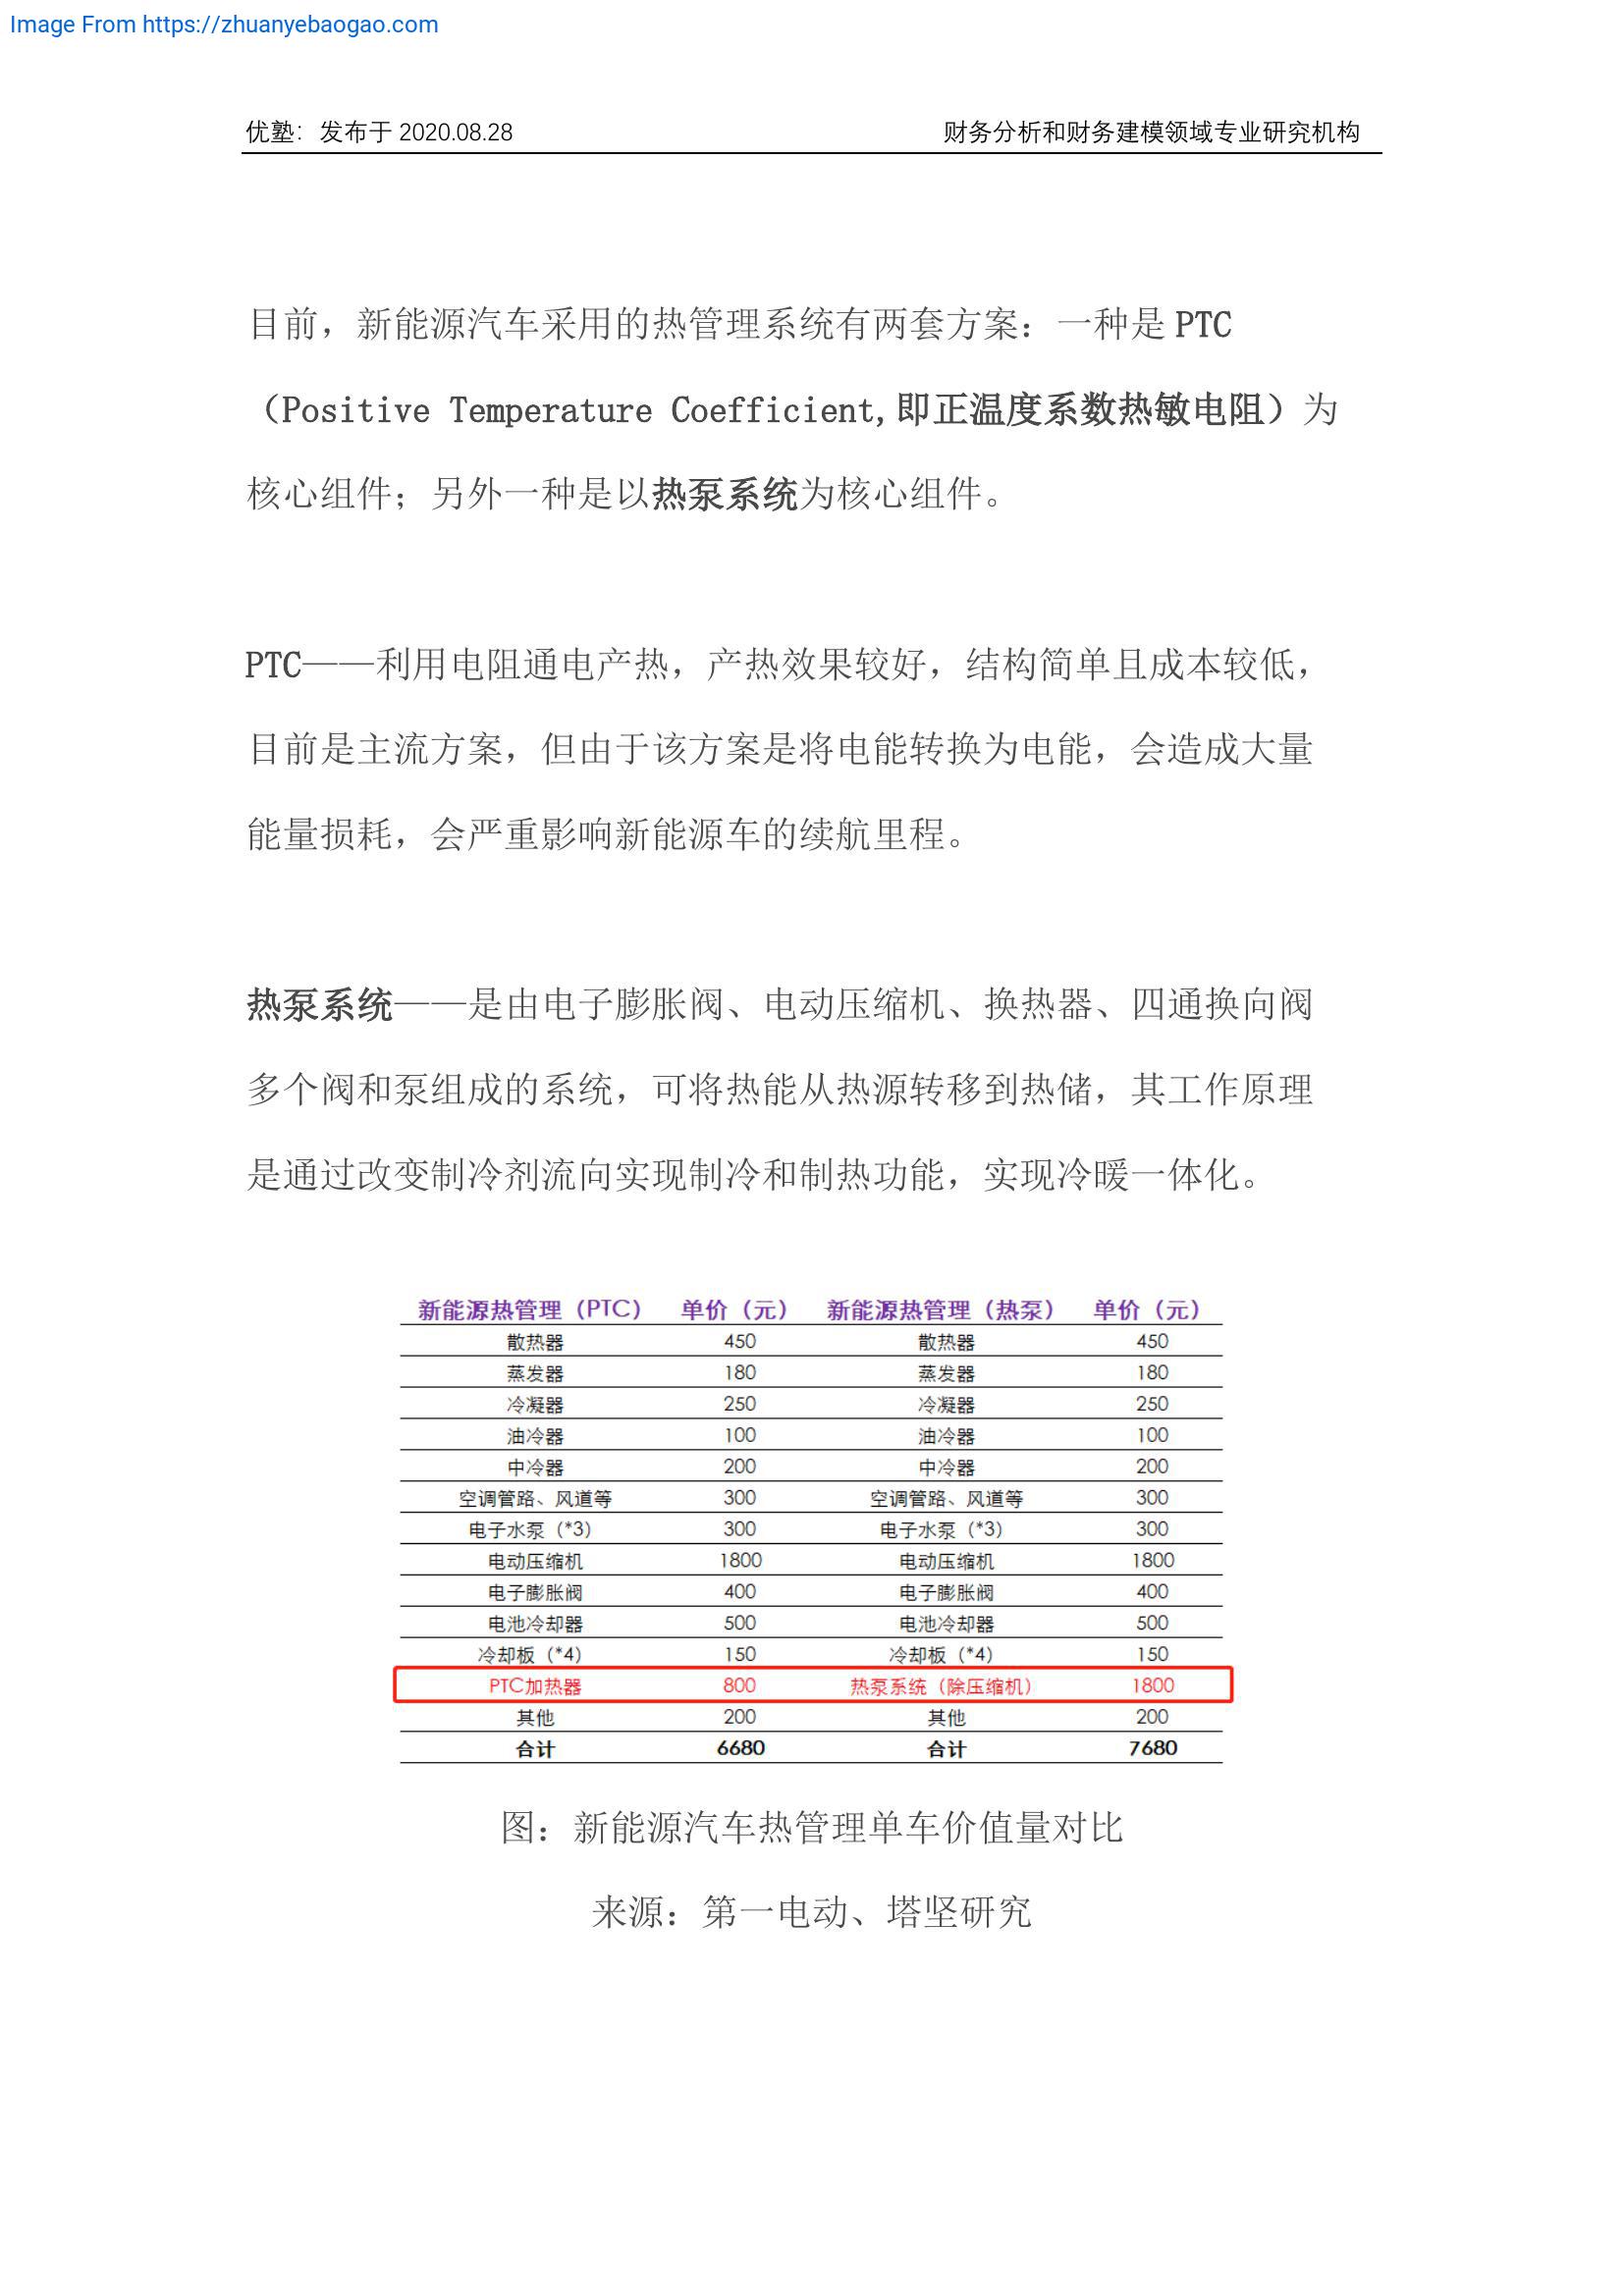 Image From https://zhuanyebaogao.com
优塾：发布于 2020.08.28 财务分析和财务建模领域专业研究机构
目前，新能源汽车采用的热管理系统有两套方案：一种是 PTC
（Positive Temperature Coefficient,即正温度系数热敏电阻）为
核心组件；另外一种是以热泵系统为核心组件。
PTC——利用电阻通电产热，产热效果较好，结构简单且成本较低，
目前是主流方案，但由于该方案是将电能转换为电能，会造成大量
能量损耗，会严重影响新能源车的续航里程。
热泵系统——是由电子膨胀阀、电动压缩机、换热器、四通换向阀
多个阀和泵组成的系统，可将热能从热源转移到热储，其工作原理
是通过改变制冷剂流向实现制冷和制热功能，实现冷暖一体化。
新能源热管理（PTC） 单价（元） 新能源热管理（热泵） 单价（元）
散热器 450 散热器 450
蒸发器 180 蒸发器 180
冷凝器 250 冷凝器 250
油冷器 100 油冷器 100
中冷器 200 中冷器 200
空调管路、风道等 300 空调管路、风道等 300
电子水泵（*3） 300 电子水泵（*3） 300
电动压缩机 1800 电动压缩机 1800
电子膨胀阀 400 电子膨胀阀 400
电池冷却器 500 电池冷却器 500
冷却板（*4） 150 冷却板（*4） 150
PTC加热器 800 热泵系统（除压缩机） 1800
其他 200 其他 200
合计 6680 合计 7680
图：新能源汽车热管理单车价值量对比
来源：第一电动、塔坚研究